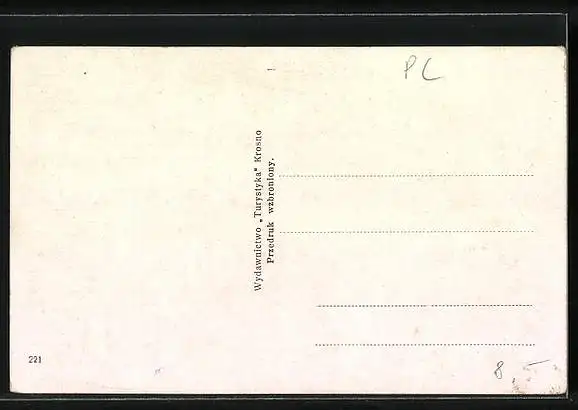 PL
Wydawnictwo „Turystyka" Krosno
Przedruk wzbroniony.
221
8,—